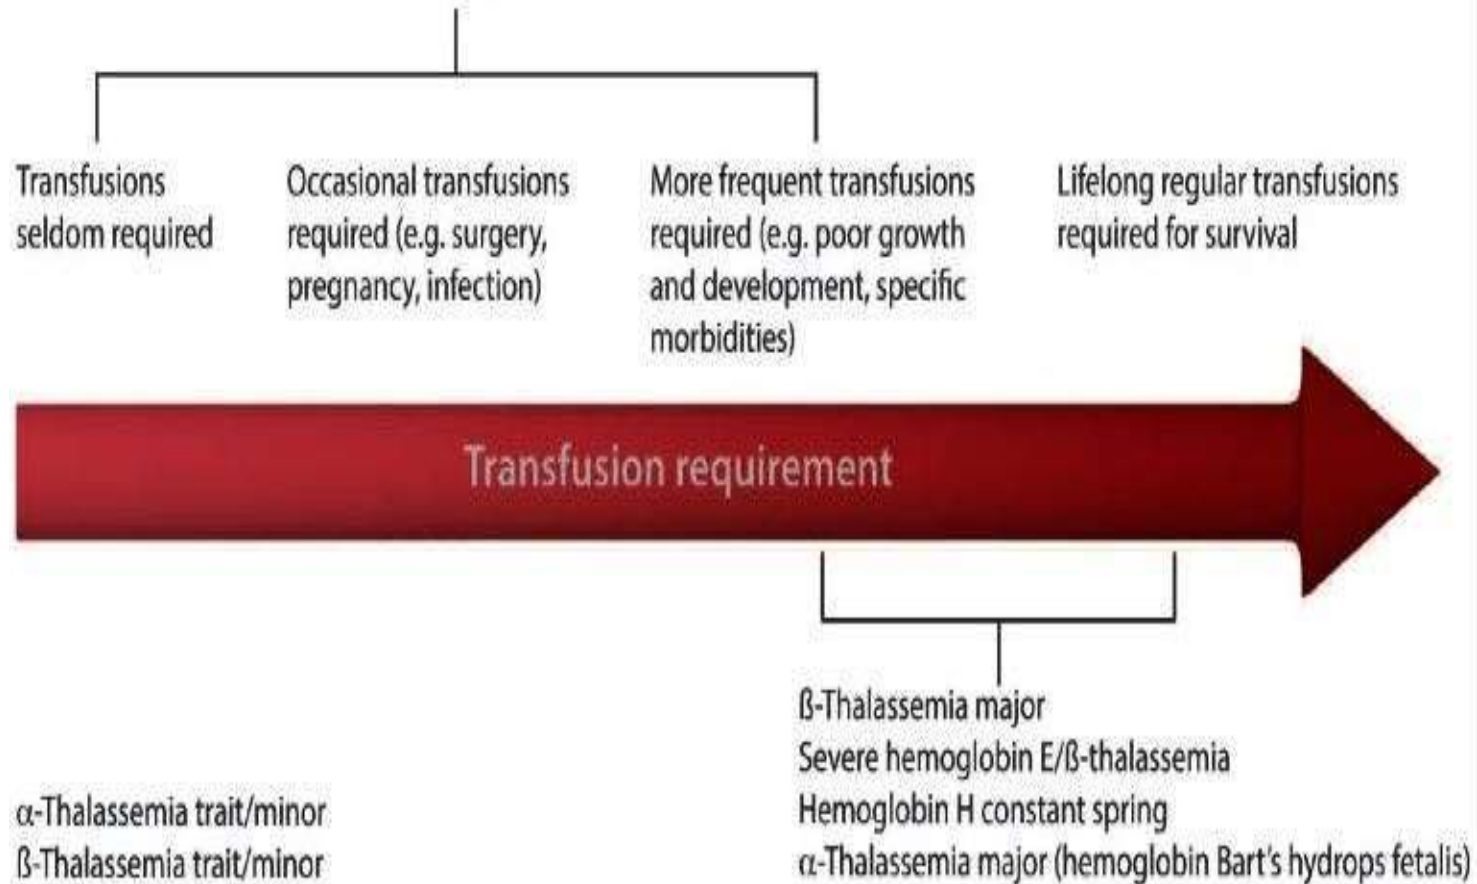 Transfusions
seldom required
Occasional transfusions
required (e.g. surgery,
pregnancy, infection)
More frequent transfusions
required (e.g. poor growth
and development, specific
morbidities)
Lifelong regular transfusions
required for survival
Transfusion requirement
ß-Thalassemia major
Severe hemoglobin E/ß-thalassemia
Hemoglobin H constant spring
α-Thalassemia major (hemoglobin Bart's hydrops fetalis)
α-Thalassemia trait/minor
ß-Thalassemia trait/minor